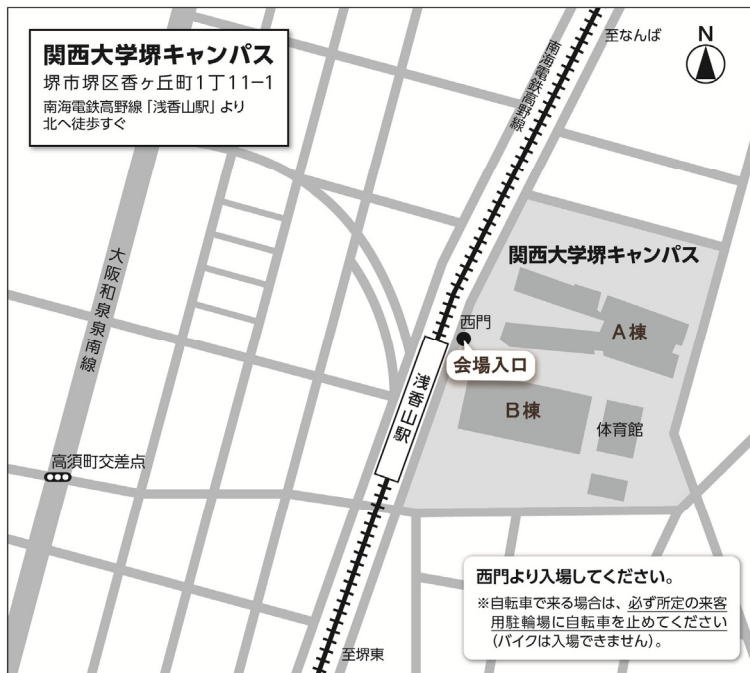 関西大学堺キャンパス
堺市堺区香ヶ丘町1丁11−1
南海電鉄高野線「浅香山駅」より
北へ徒歩すぐ
至なんば
N
南海電鉄高野線
大阪和泉泉南線
関西大学堺キャンパス
西門
A棟
会場入口
浅香山駅
B棟
体育館
高須町交差点
西門より入場してください。
※自転車で来る場合は、必ず所定の来客
用駐輪場に自転車を止めてください
(バイクは入場できません)。
至堺東